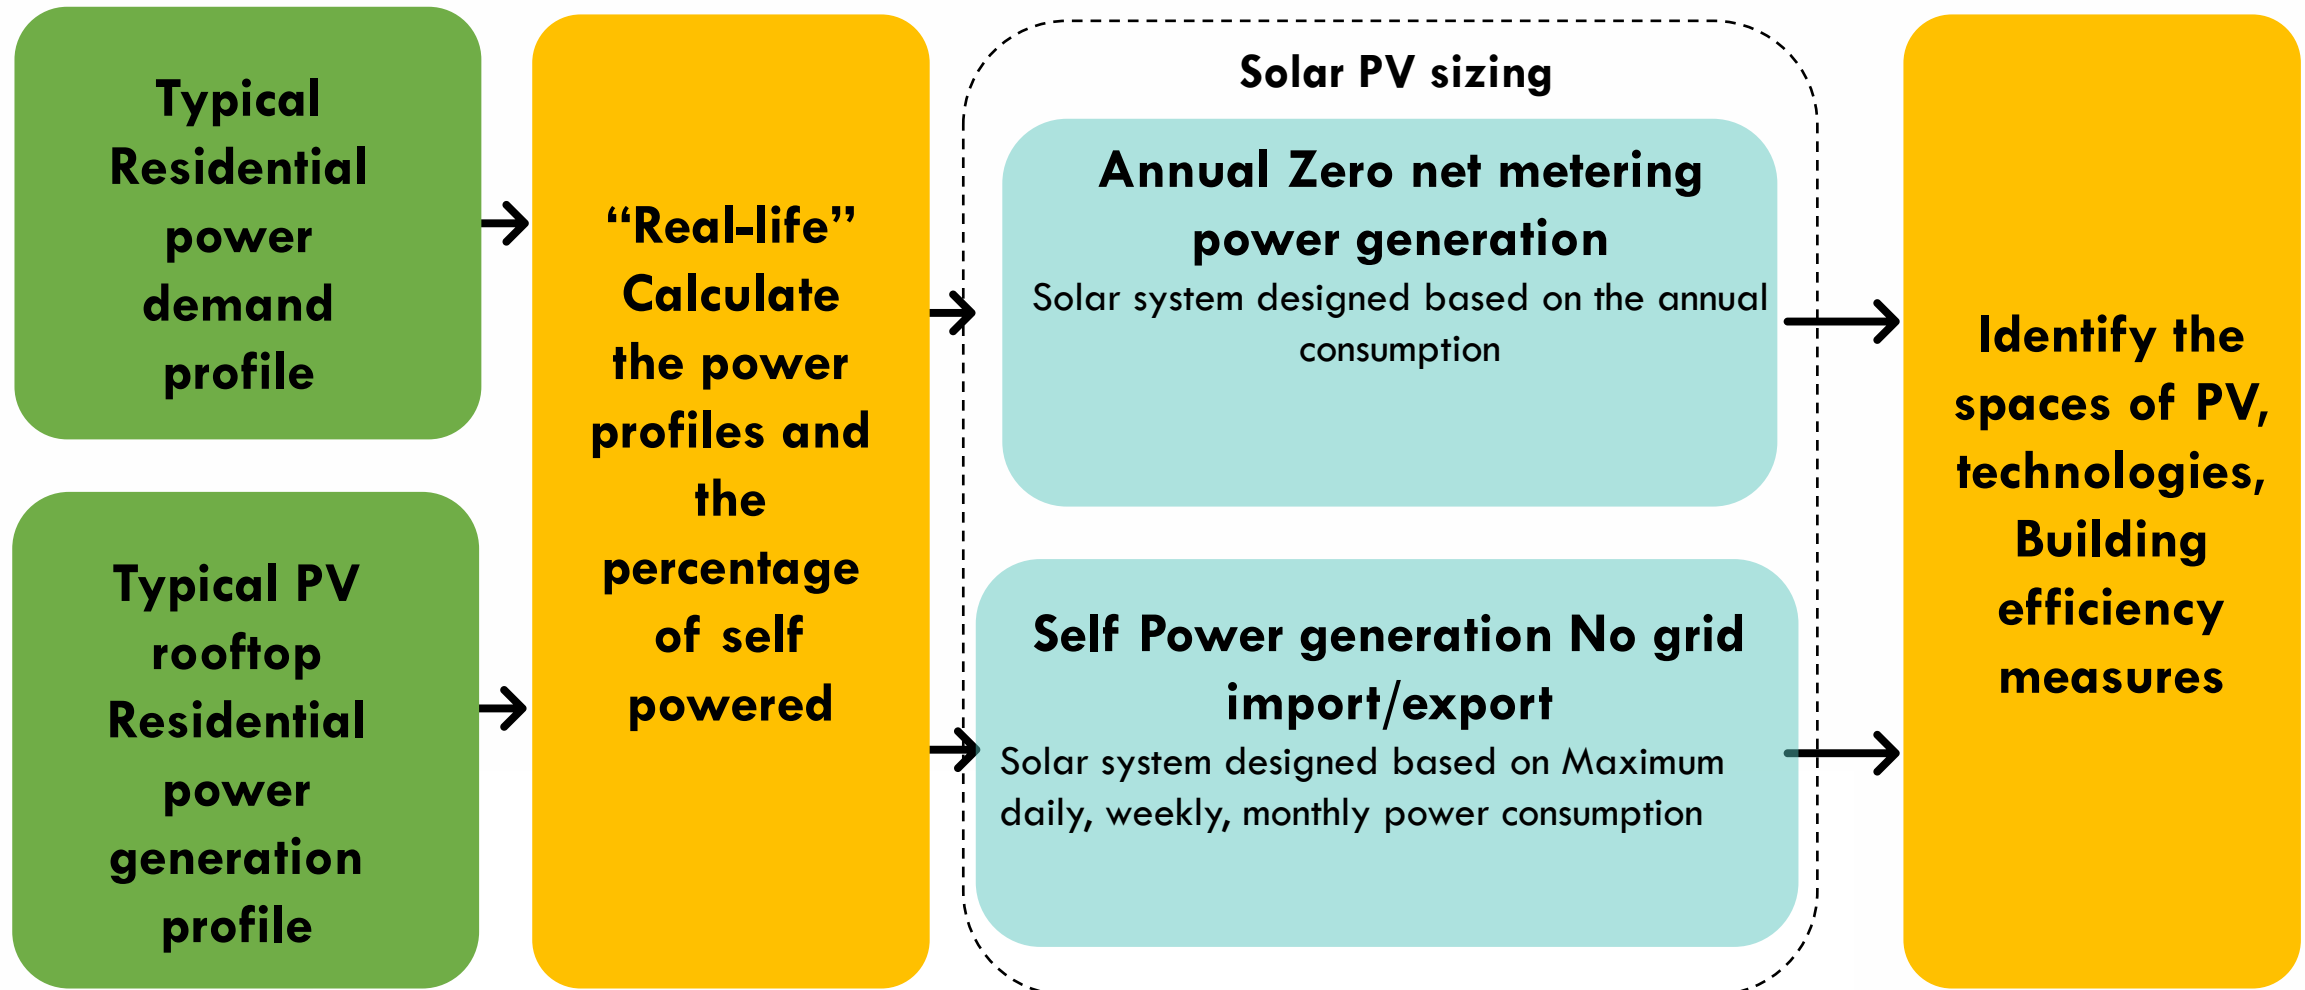 Typical
Residential
power
demand
profile
Typical PV
rooftop
Residential
power
generation
profile
“Real-life”
Calculate
the power
profiles and
the
percentage
of self
powered
Solar PV sizing
Annual Zero net metering
power generation
Solar system designed based on the annual
consumption
Self Power generation No grid
import/export
Solar system designed based on Maximum
daily, weekly, monthly power consumption
Identify the
spaces of PV,
technologies,
Building
efficiency
measures